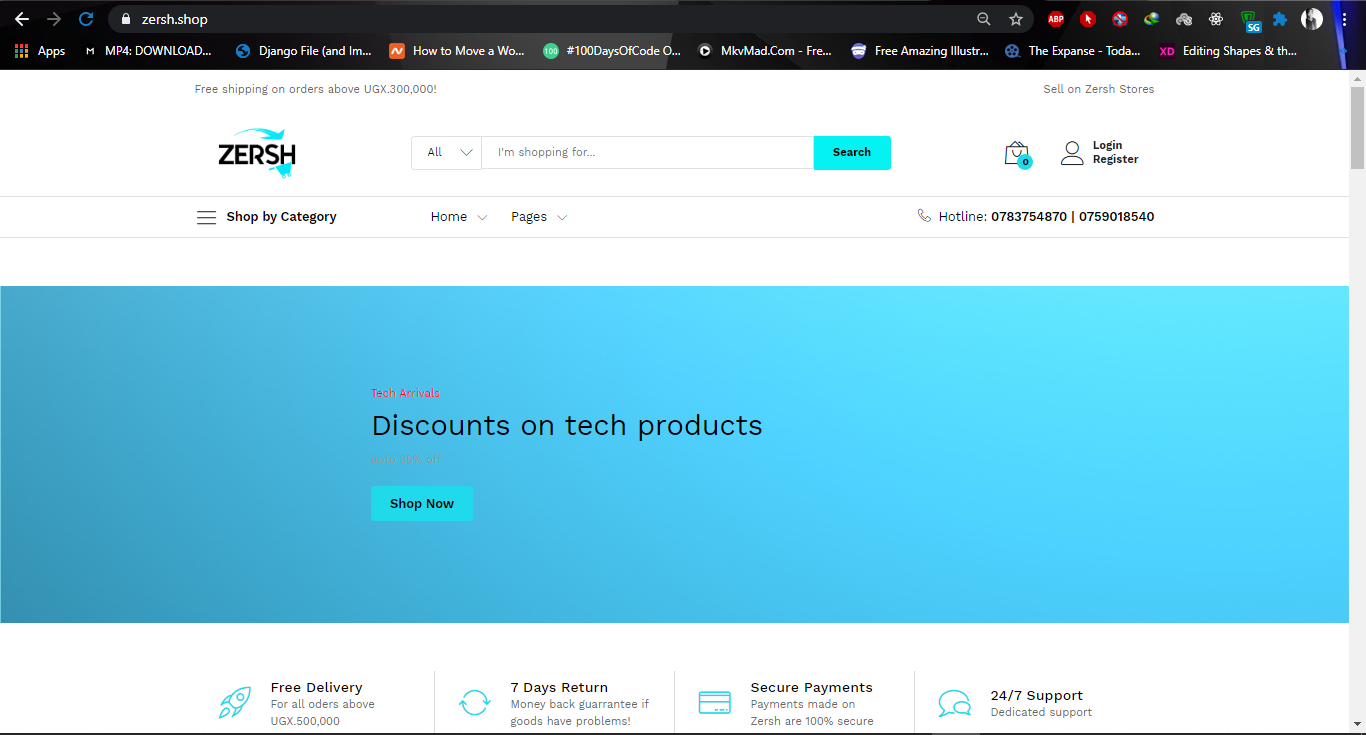 zersh.shop
ABP
SG
Apps
M MP4: DOWNLOAD...
Django File (and Im...
How to Move a Wo...
100 #100DaysOfCode O...
MkvMad.Com - Fre...
Free Amazing Illustr...
The Expanse - Toda...
XD Editing Shapes & th...
Free shipping on orders above UGX.300,000!
Sell on Zersh Stores
ZERSH
All
I'm shopping for...
Search
0
Login
Register
Shop by Category
Home
Pages
Hotline: 0783754870 | 0759018540
Tech Arrivals
Discounts on tech products
upto 35% off
Shop Now
Free Delivery
For all oders above
UGX.500,000
7 Days Return
Money back guarrantee if
goods have problems!
Secure Payments
Payments made on
Zersh are 100% secure
24/7 Support
Dedicated support